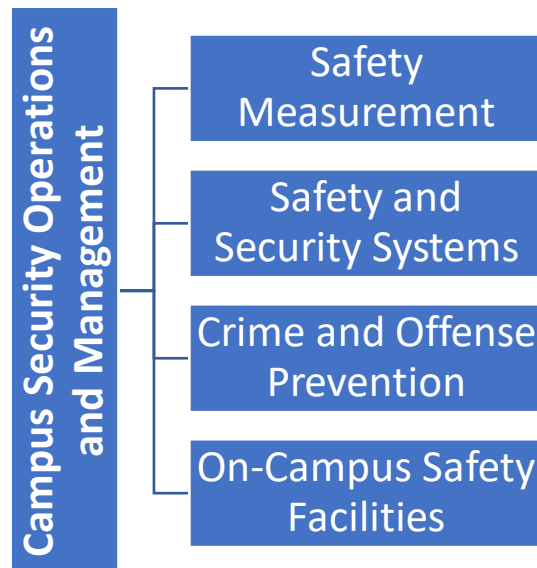 Campus Security Operations
and Management
Safety
Measurement
Safety and
Security Systems
Crime and Offense
Prevention
On-Campus Safety
Facilities